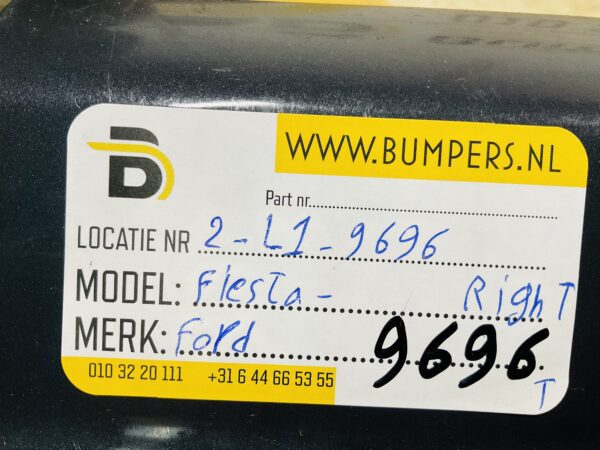 B
WWW.BUMPERS.NL
Part nr.
LOCATIE NR 2-L1-9696
MODEL: Fiesta - Right
MERK: Ford 9696
010 32 20 111 +31 6 44 66 53 55
T